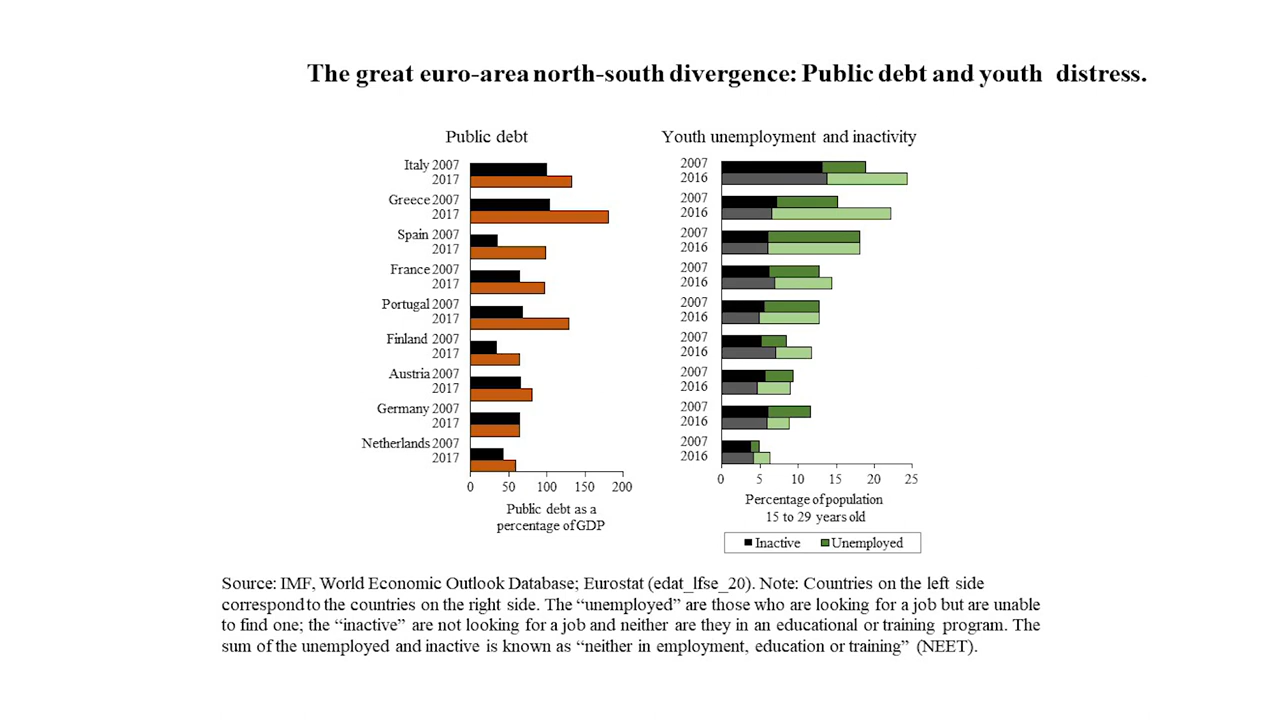 The great euro-area north-south divergence: Public debt and youth distress.
Public debt
Italy 2007
2017
Greece 2007
2017
Spain 2007
2017
France 2007
2017
Portugal 2007
2017
Finland 2007
2017
Austria 2007
2017
Germany 2007
2017
Netherlands 2007
2017
0 50 100 150 200
Public debt as a
percentage of GDP
Youth unemployment and inactivity
2007
2016
2007
2016
2007
2016
2007
2016
2007
2016
2007
2016
2007
2016
2007
2016
2007
2016
0 5 10 15 20 25
Percentage of population
15 to 29 years old
Inactive Unemployed
Source: IMF, World Economic Outlook Database; Eurostat (edat_lfse_20). Note: Countries on the left side
correspond to the countries on the right side. The “unemployed” are those who are looking for a job but are unable
to find one; the “inactive” are not looking for a job and neither are they in an educational or training program. The
sum of the unemployed and inactive is known as “neither in employment, education or training” (NEET).